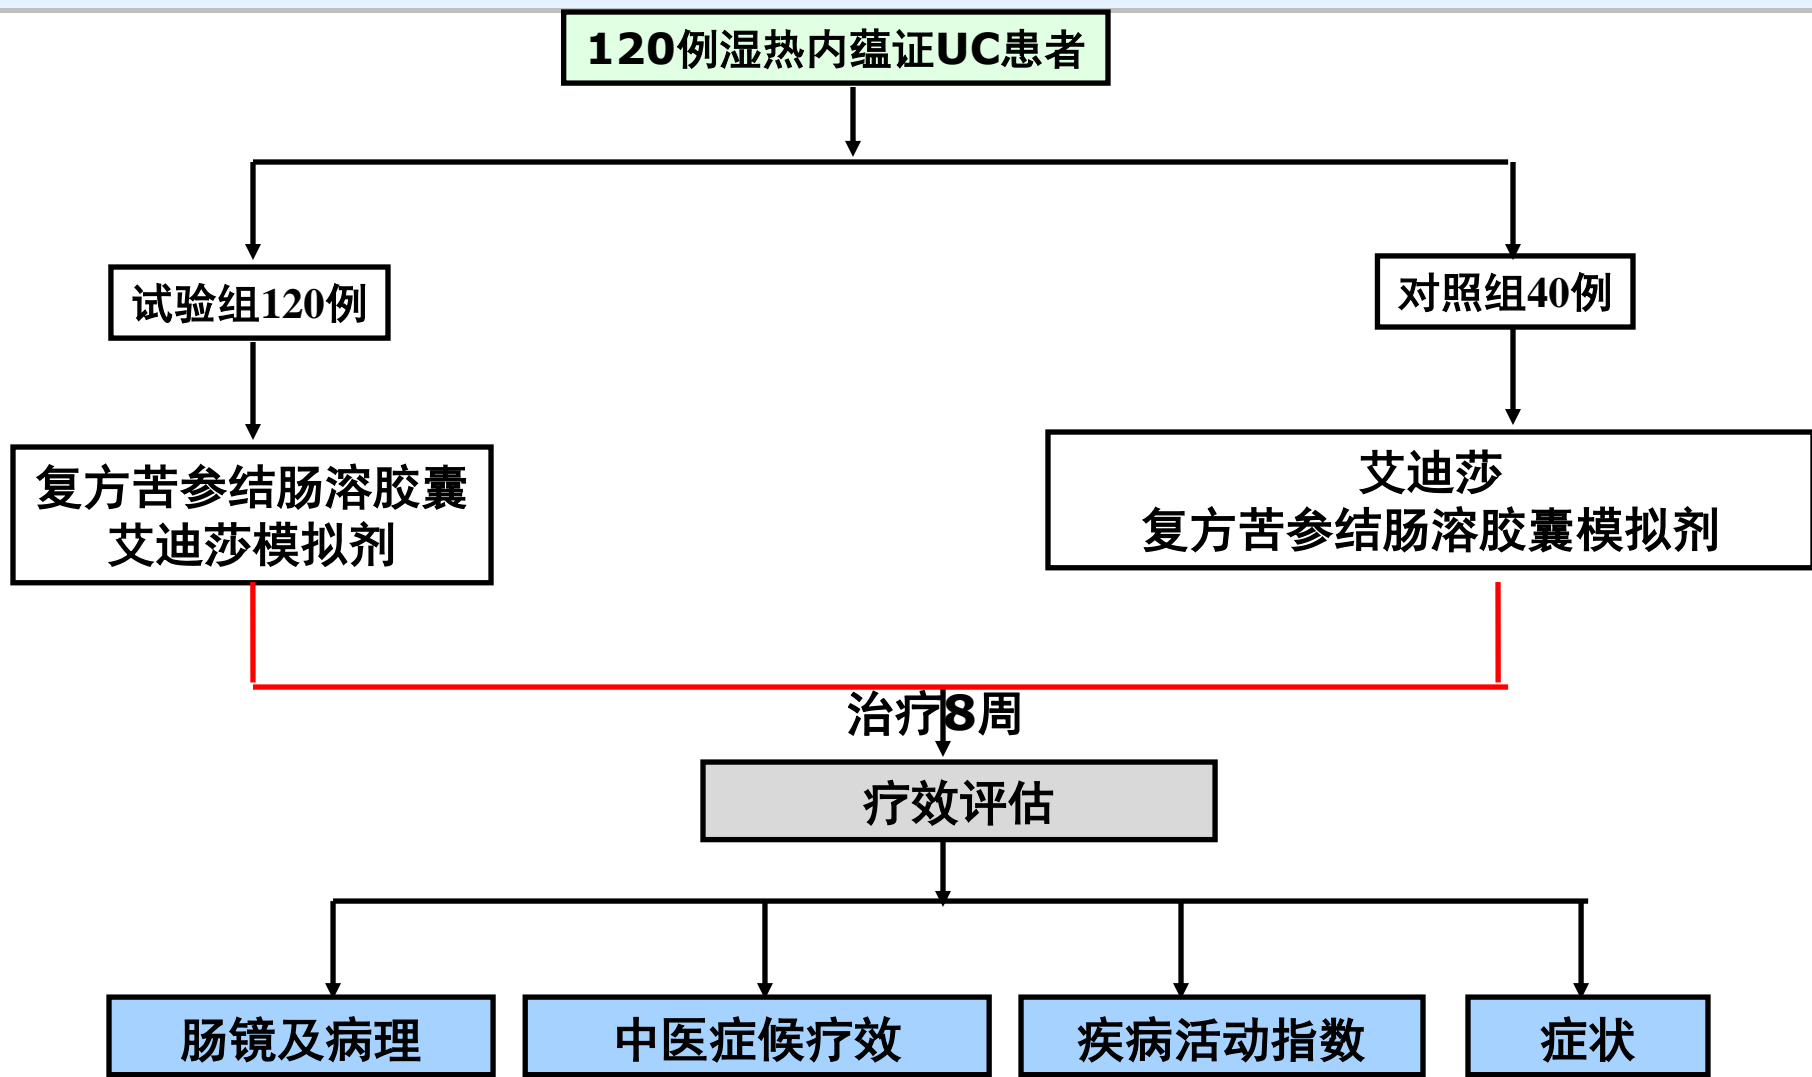 120例湿热内蕴证UC患者
试验组120例
对照组40例
复方苦参结肠溶胶囊
艾迪莎模拟剂
艾迪莎
复方苦参结肠溶胶囊模拟剂
治疗8周
疗效评估
肠镜及病理
中医症候疗效
疾病活动指数
症状